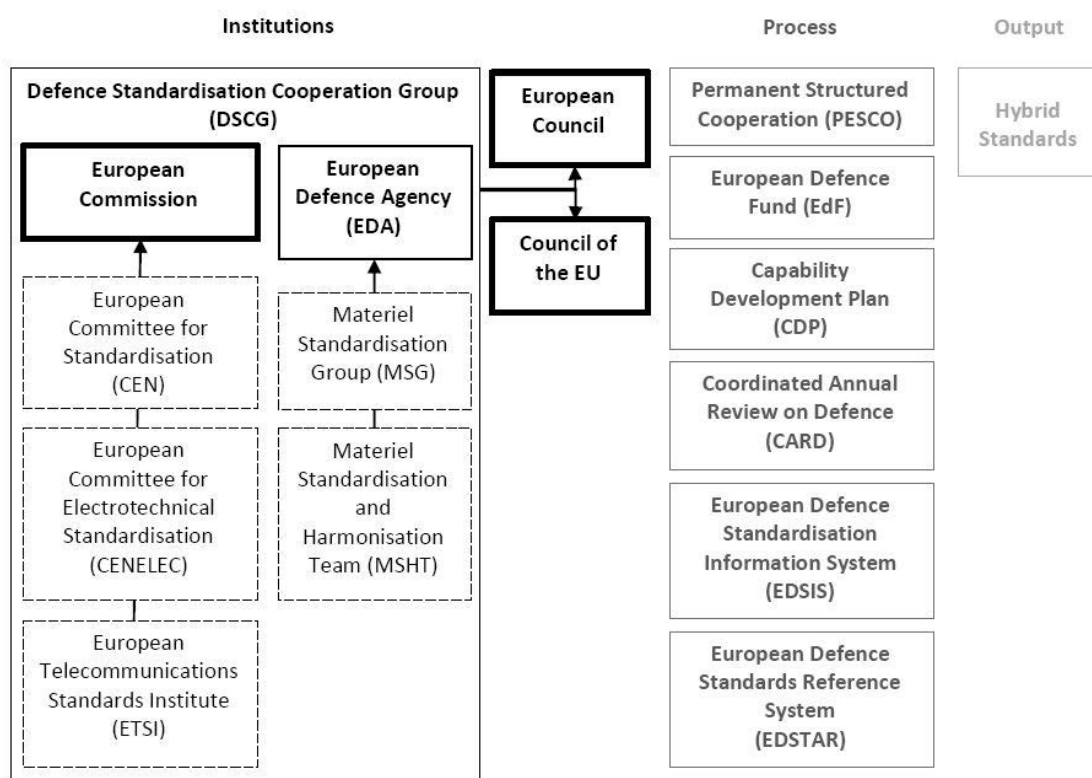 Institutions
Process
Output
Defence Standardisation Cooperation Group
(DSCG)
European
Commission
European
Committee for
Standardisation
(CEN)
European
Committee for
Electrotechnical
Standardisation
(CENELEC)
European
Telecommunications
Standards Institute
(ETSI)
European
Defence Agency
(EDA)
Materiel
Standardisation
Group (MSG)
Materiel
Standardisation
and
Harmonisation
Team (MSHT)
European
Council
Council of
the EU
Permanent Structured
Cooperation (PESCO)
European Defence
Fund (EdF)
Capability
Development Plan
(CDP)
Coordinated Annual
Review on Defence
(CARD)
European Defence
Standardisation
Information System
(EDSIS)
European Defence
Standards Reference
System
(EDSTAR)
Hybrid
Standards